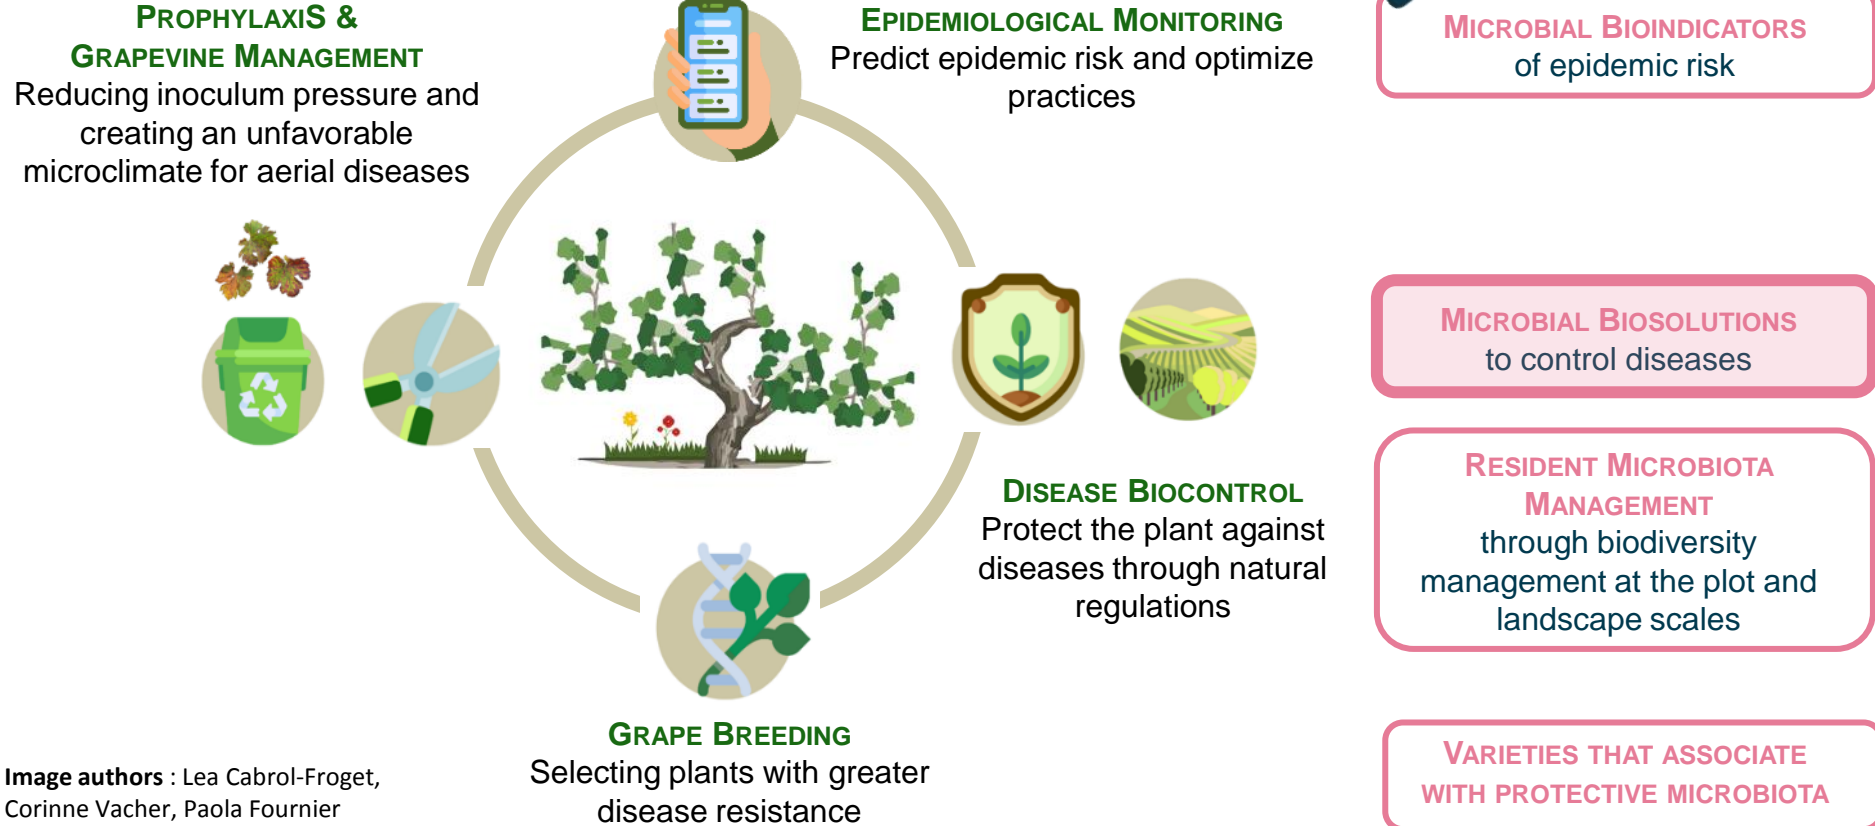 PROPHYLAXIS &
GRAPEVINE MANAGEMENT
Reducing inoculum pressure and
creating an unfavorable
microclimate for aerial diseases
EPIDEMIOLOGICAL MONITORING
Predict epidemic risk and optimize
practices
MICROBIAL BIOINDICATORS
of epidemic risk
MICROBIAL BIOSOLUTIONS
to control diseases
DISEASE BIOCONTROL
Protect the plant against
diseases through natural
regulations
RESIDENT MICROBIOTA
MANAGEMENT
through biodiversity
management at the plot and
landscape scales
GRAPE BREEDING
Selecting plants with greater
disease resistance
VARIETIES THAT ASSOCIATE
WITH PROTECTIVE MICROBIOTA
Image authors : Lea Cabrol-Froget,
Corinne Vacher, Paola Fournier